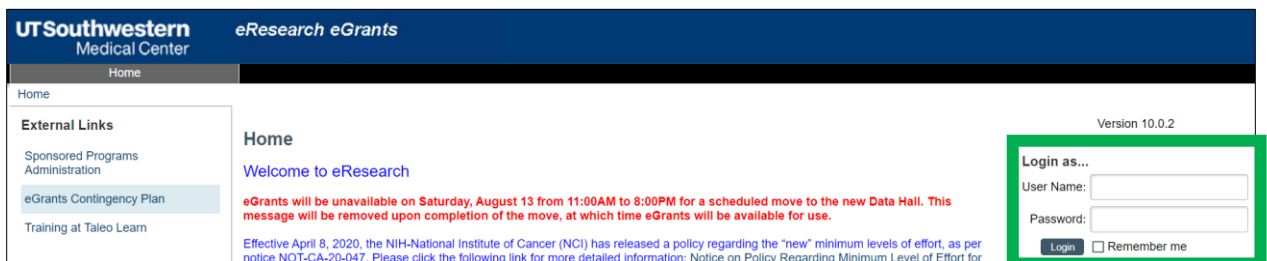 UTSouthwestern
Medical Center
eResearch eGrants
Home
Home
External Links
Sponsored Programs
Administration
eGrants Contingency Plan
Training at Taleo Learn
Home
Welcome to eResearch
eGrants will be unavailable on Saturday, August 13 from 11:00AM to 8:00PM for a scheduled move to the new Data Hall. This
message will be removed upon completion of the move, at which time eGrants will be available for use.
Effective April 8, 2020, the NIH-National Institute of Cancer (NCI) has released a policy regarding the “new” minimum levels of effort, as per
notice NOT-CA-20-047. Please click the following link for more detailed information: Notice on Policy Regarding Minimum Level of Effort for
Version 10.0.2
Login as...
User Name:
Password:
Login Remember me